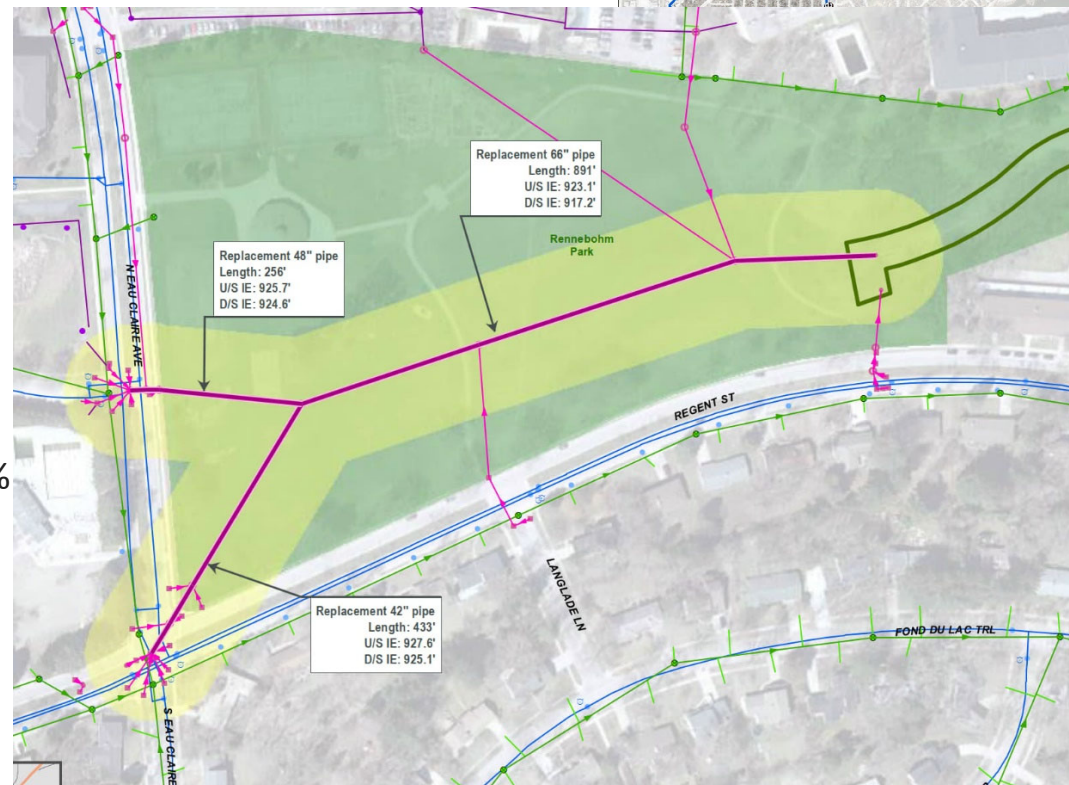 Replacement 66" pipe
Length: 891'
U/S IE: 923.1'
D/S IE: 917.2'
Rennebohm
Park
Replacement 48" pipe
Length: 256'
U/S IE: 925.7'
D/S IE: 924.6'
N EAU CLAIRE AVE
REGENT ST
%
LANGLADE LN
Replacement 42" pipe
Length: 433'
U/S IE: 927.6'
D/S IE: 925.1'
FOND DU LAC TRL
S EAU CLAIRE